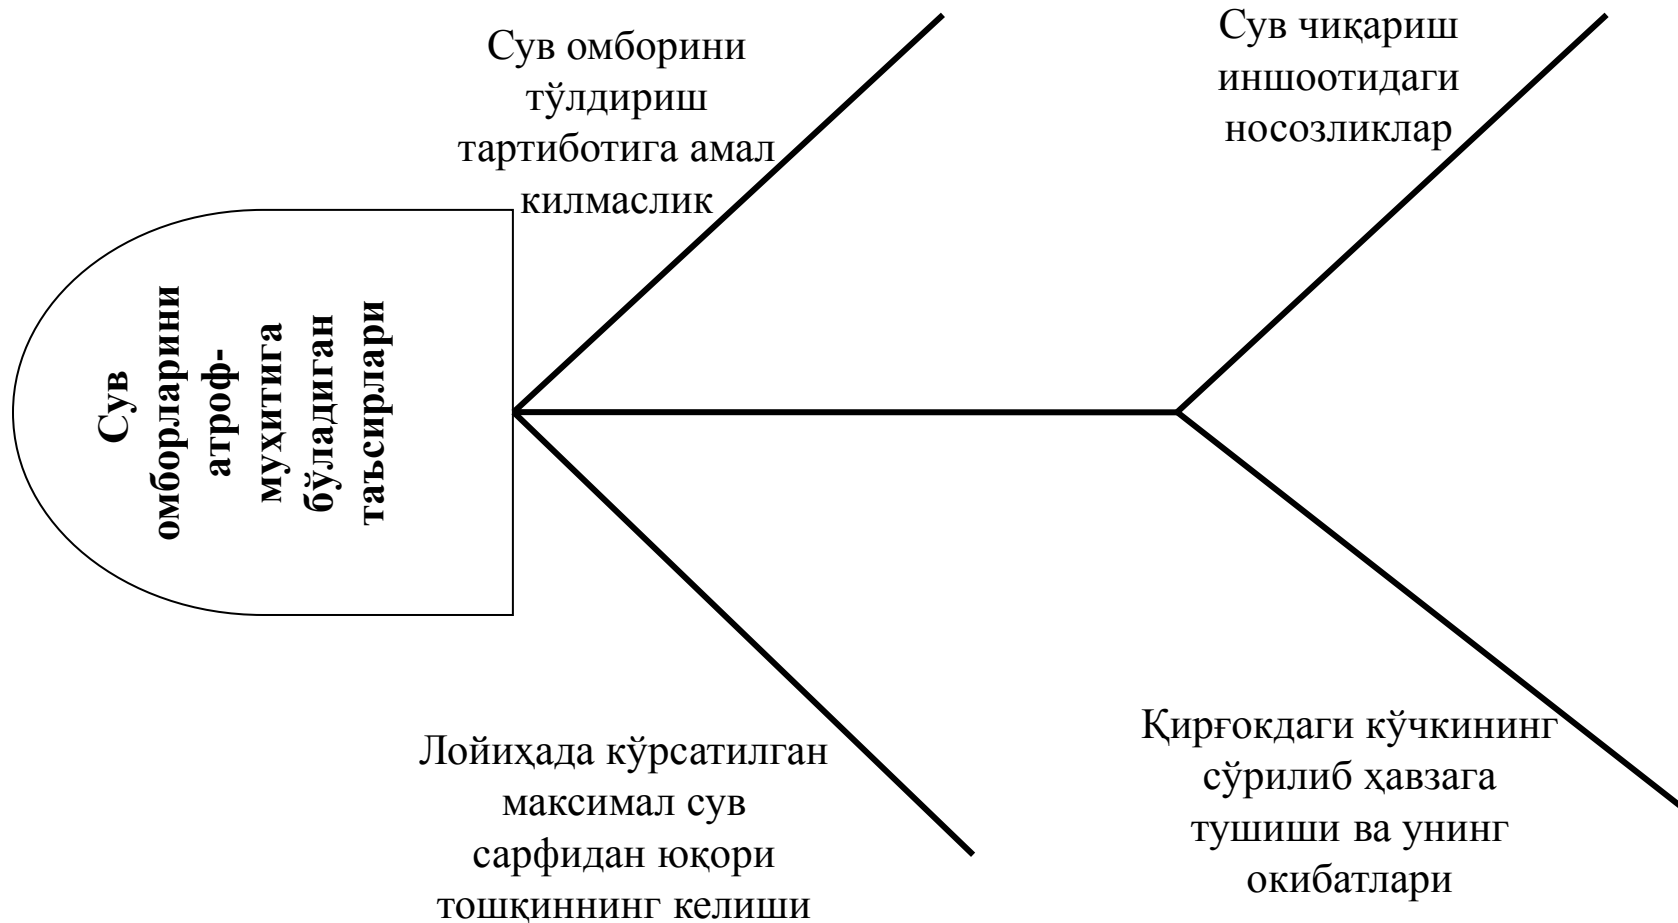 Сув омборини
тўлдириш
тартиботига амал
килмаслик
Сув чиқариш
иншоотидаги
носозликлар
Сув
омборларини
атроф-
муҳитига
бўладиган
таъсирлари
Лойиҳада кўрсатилган
максимал сув
сарфидан юқори
тошқиннинг келиши
Қирғокдаги кўчкининг
сўрилиб ҳавзага
тушиши ва унинг
окибатлари